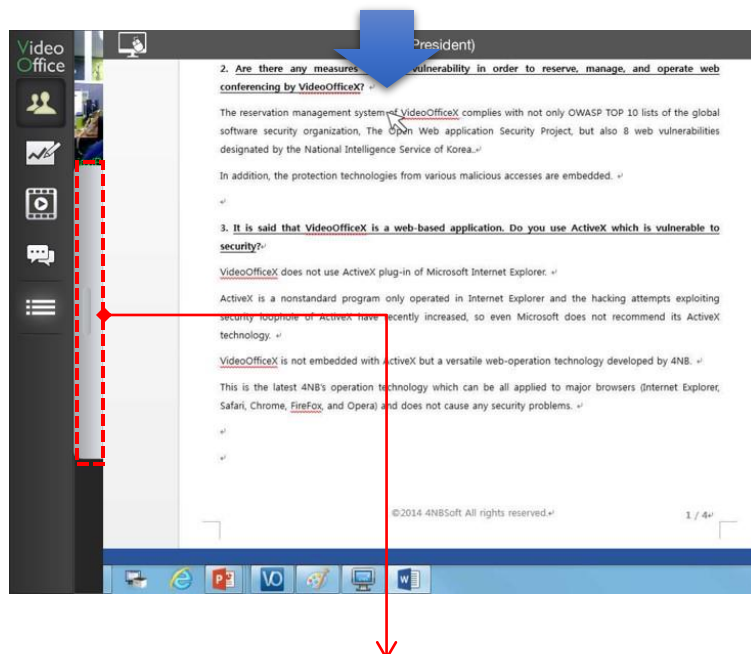 Video
Office
President)
2. Are there any measures vulnerability in order to reserve, manage, and operate web
conferencing by VideoOfficeX?
The reservation management system of VideoOfficeX complies with not only OWASP TOP 10 lists of the global
software security organization, The Open Web application Security Project, but also 8 web vulnerabilities
designated by the National Intelligence Service of Korea.
In addition, the protection technologies from various malicious accesses are embedded.
3. It is said that VideoOfficeX is a web-based application. Do you use ActiveX which is vulnerable to
security?
VideoOfficeX does not use ActiveX plug-in of Microsoft Internet Explorer.
ActiveX is a nonstandard program only operated in Internet Explorer and the hacking attempts exploiting
security loophole of ActiveX have recently increased, so even Microsoft does not recommend its ActiveX
technology.
VideoOfficeX is not embedded with ActiveX but a versatile web-operation technology developed by 4NB.
This is the latest 4NB's operation technology which can be all applied to major browsers (Internet Explorer,
Safari, Chrome, FireFox, and Opera) and does not cause any security problems.
©2014 4NBSoft All rights reserved.
1 / 4
VO